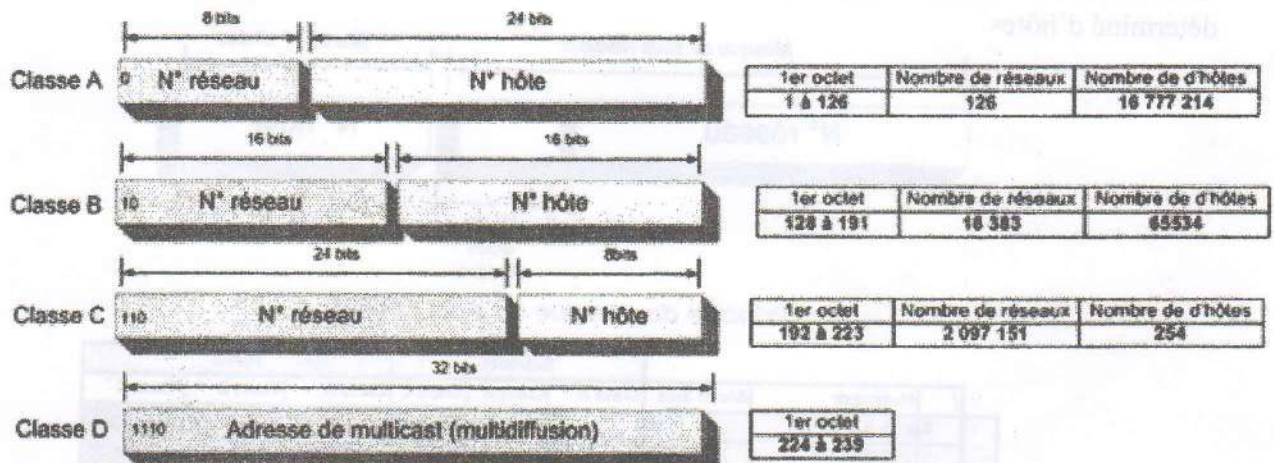 déterminé d'hôtes
8 bits 24 bits
Classe A 0 N° réseau N° hôte
1er octet Nombre de réseaux Nombre de d'hôtes
1 à 126 126 16 777 214
N° réseau
16 bits 16 bits
Classe B 10 N° réseau N° hôte
1er octet Nombre de réseaux Nombre de d'hôtes
128 à 191 16 383 65534
24 bits 8bits
Classe C 110 N° réseau N° hôte
1er octet Nombre de réseaux Nombre de d'hôtes
192 à 223 2 097 151 254
32 bits
Classe D 1110 Adresse de multicast (multidiffusion)
1er octet
224 à 239